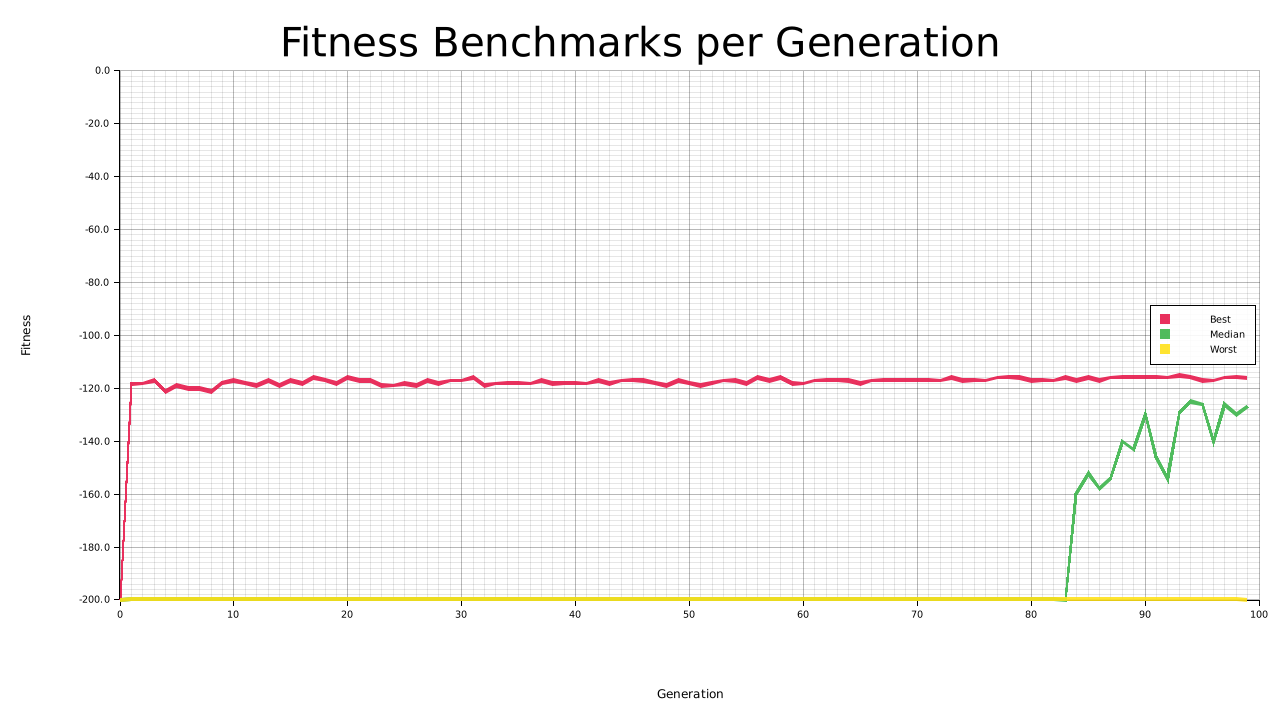 Fitness Benchmarks per Generation
0.0
-20.0
-40.0
-60.0
-80.0
-100.0
-120.0
-140.0
-160.0
-180.0
-200.0
Fitness
Best
Median
Worst
0 10 20 30 40 50 60 70 80 90 100
Generation